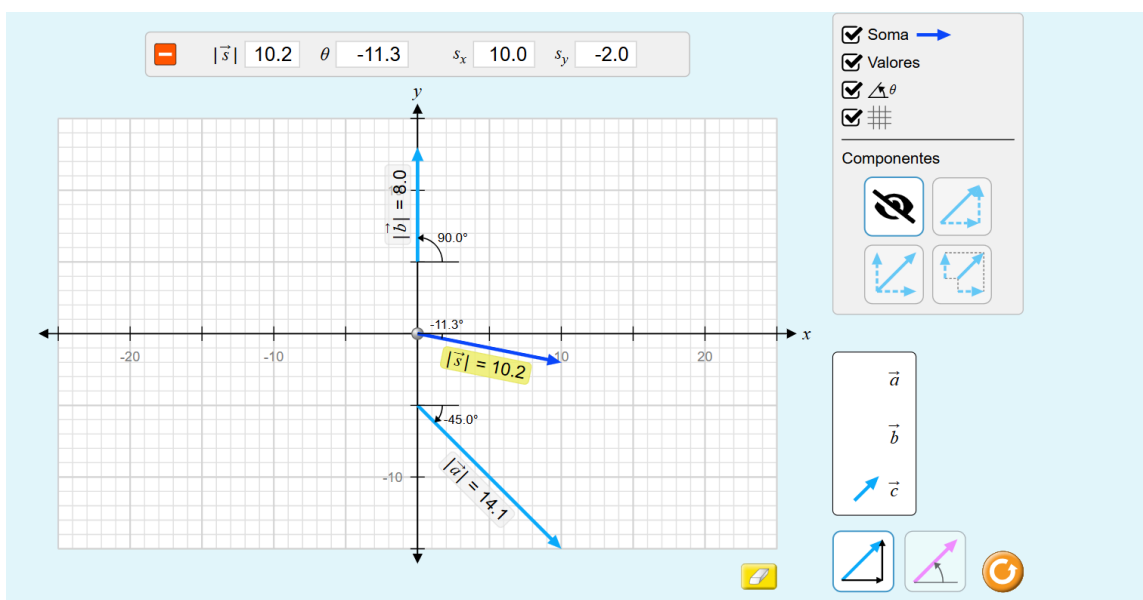 |s⃗| 10.2 θ -11.3 sₓ 10.0 s_y -2.0
Soma
Valores
θ
Componentes
y
|b⃗| = 8.0
90.0°
-11.3°
x
-20
-10
10
20
|s⃗| = 10.2
-45.0°
-10
|a⃗| = 14.1
a⃗
b⃗
c⃗